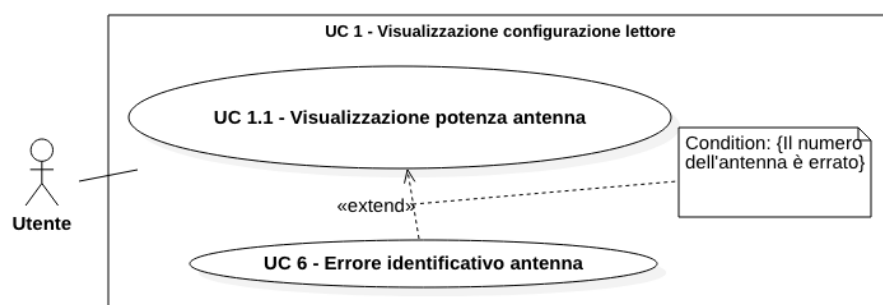 UC 1 - Visualizzazione configurazione lettore
UC 1.1 - Visualizzazione potenza antenna
Condition: {Il numero
dell'antenna è errato}
«extend»
Utente
UC 6 - Errore identificativo antenna